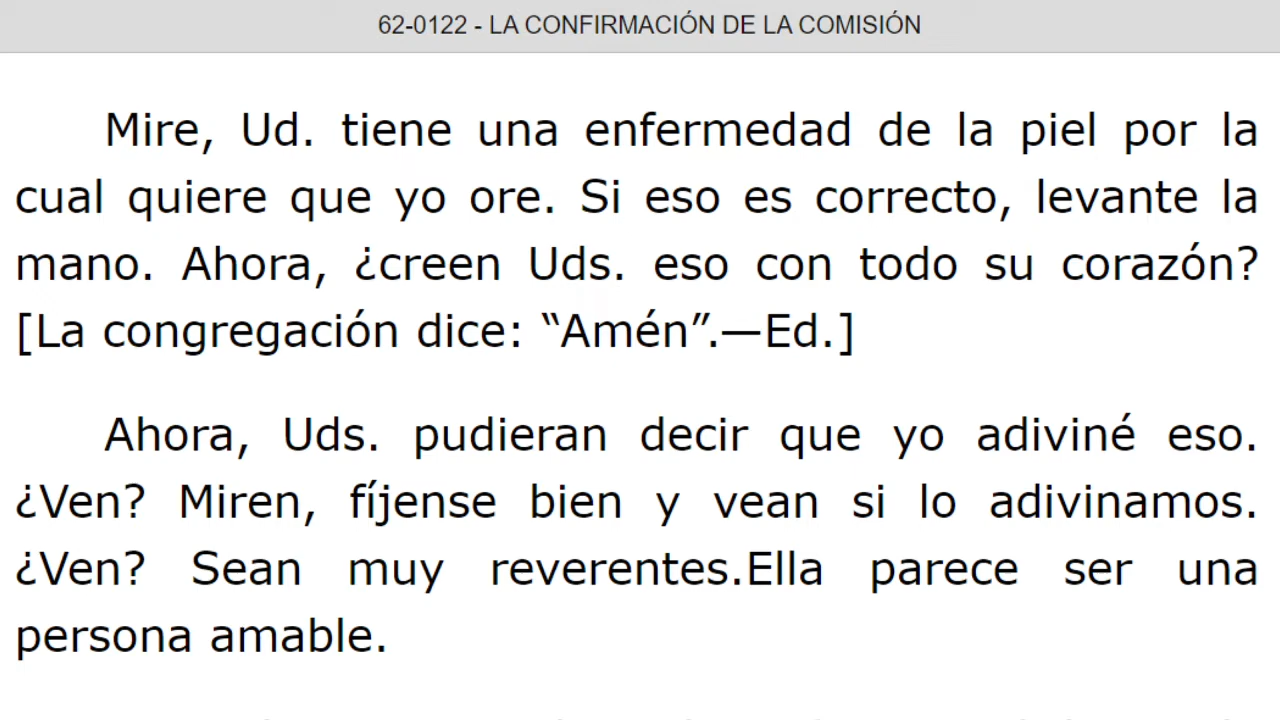 62-0122 - LA CONFIRMACIÓN DE LA COMISIÓN
Mire, Ud. tiene una enfermedad de la piel por la
cual quiere que yo ore. Si eso es correcto, levante la
mano. Ahora, ¿creen Uds. eso con todo su corazón?
[La congregación dice: “Amén”.—Ed.]
Ahora, Uds. pudieran decir que yo adiviné eso.
¿Ven? Miren, fíjense bien y vean si lo adivinamos.
¿Ven? Sean muy reverentes.Ella parece ser una
persona amable.